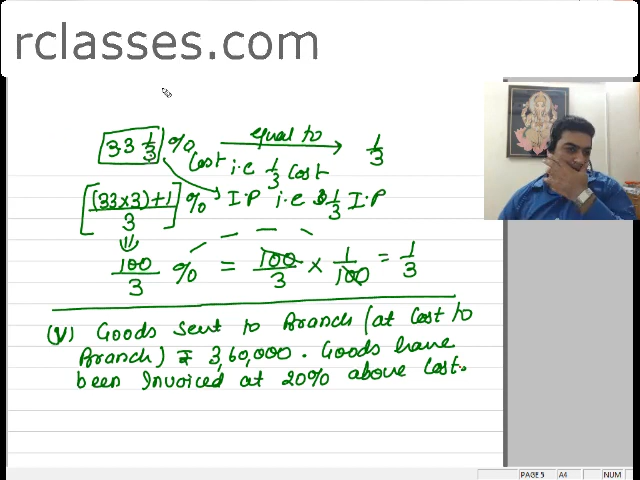 rclasses.com
33 1/3 % equal to 1/3
Cost i.e 1/3 Cost
[(33x3)+1 / 3] % I.P i.e 1/3 I.P
100/3 % = 100/3 × 1/100 = 1/3
(V) Goods Sent to Branch (at Cost to
Branch) ₹ 3,60,000. Goods have
been Invoiced at 20% above Cost.
PAGE 5 A4 NUM